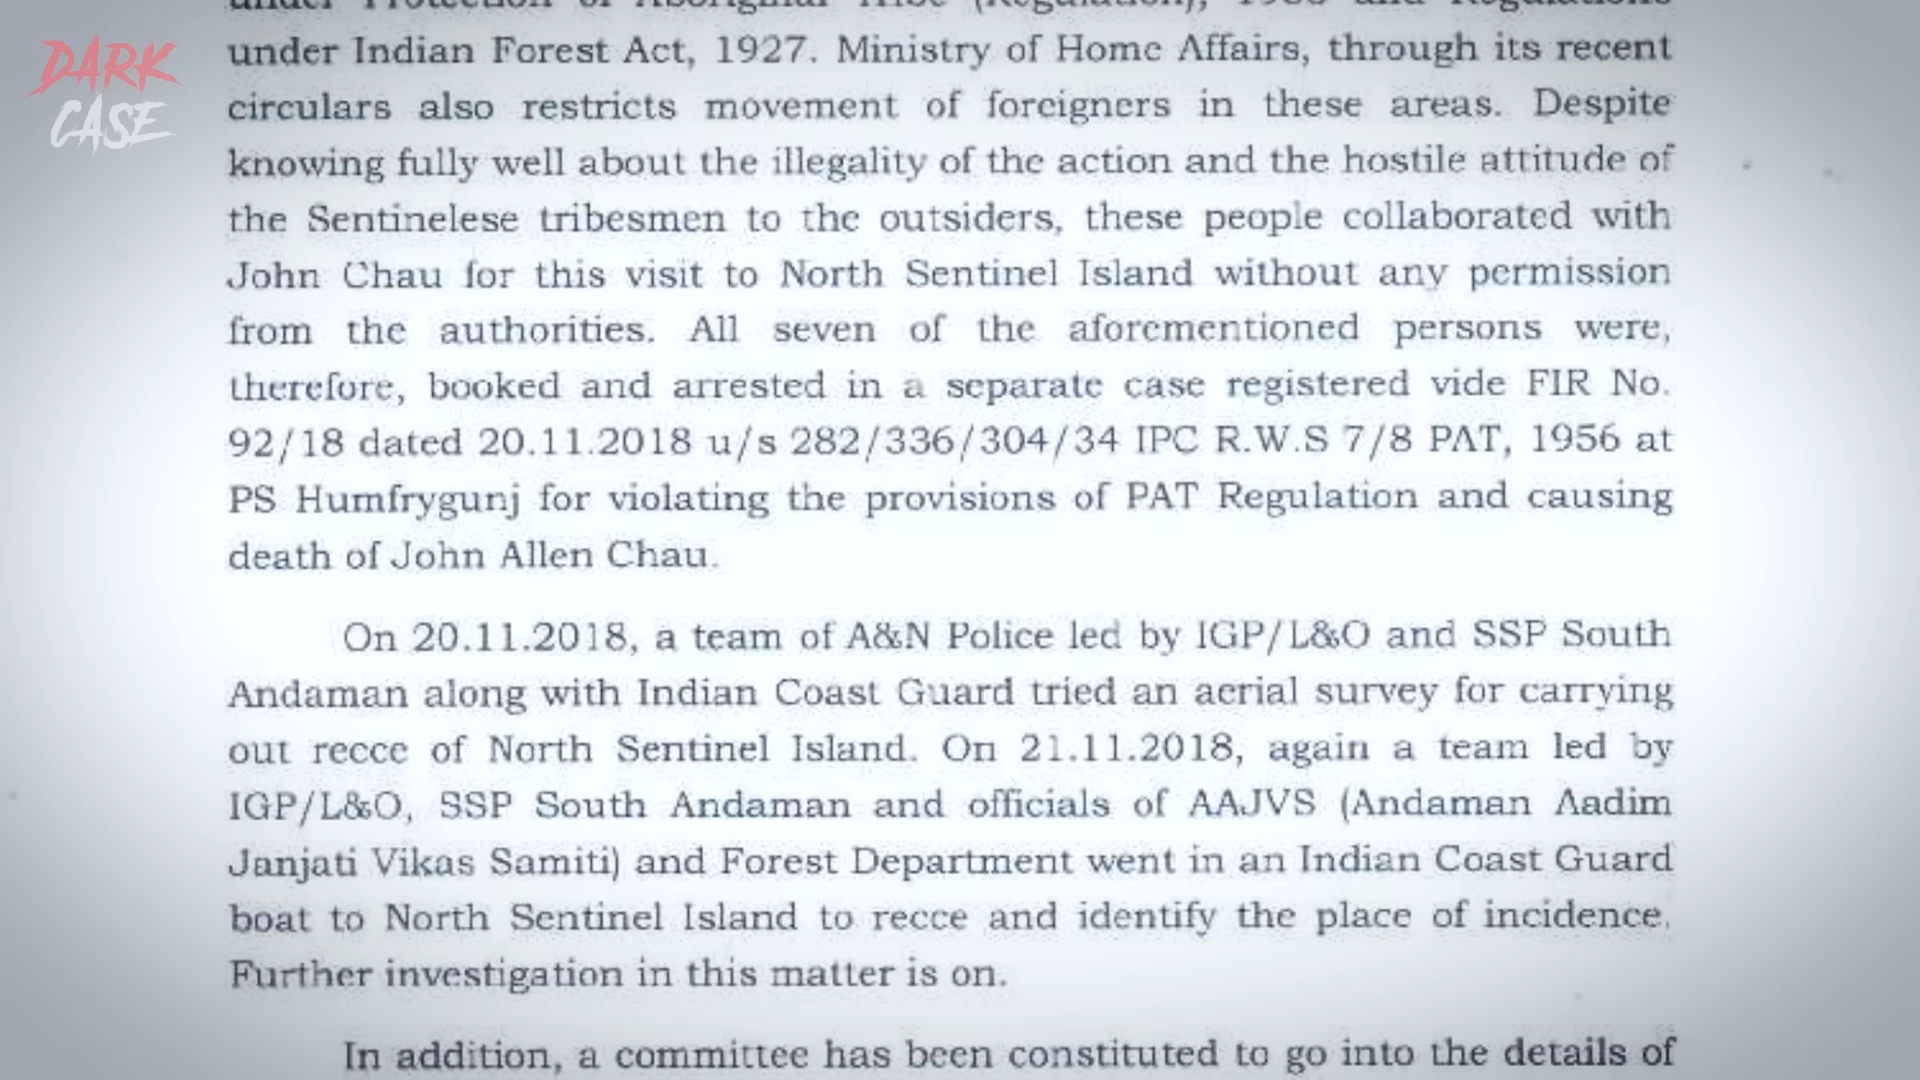 DARK
CASE
under Protection of Aboriginal Tribe (Regulation), 1956 and Regulations
under Indian Forest Act, 1927. Ministry of Home Affairs, through its recent
circulars also restricts movement of foreigners in these areas. Despite
knowing fully well about the illegality of the action and the hostile attitude of
the Sentinelese tribesmen to the outsiders, these people collaborated with
John Chau for this visit to North Sentinel Island without any permission
from the authorities. All seven of the aforementioned persons were,
therefore, booked and arrested in a separate case registered vide FIR No.
92/18 dated 20.11.2018 u/s 282/336/304/34 IPC R.W.S 7/8 PAT, 1956 at
PS Humfrygunj for violating the provisions of PAT Regulation and causing
death of John Allen Chau.
On 20.11.2018, a team of A&N Police led by IGP/L&O and SSP South
Andaman along with Indian Coast Guard tried an aerial survey for carrying
out recce of North Sentinel Island. On 21.11.2018, again a team led by
IGP/L&O, SSP South Andaman and officials of AAJVS (Andaman Aadim
Janjati Vikas Samiti) and Forest Department went in an Indian Coast Guard
boat to North Sentinel Island to recce and identify the place of incidence.
Further investigation in this matter is on.
In addition, a committee has been constituted to go into the details of